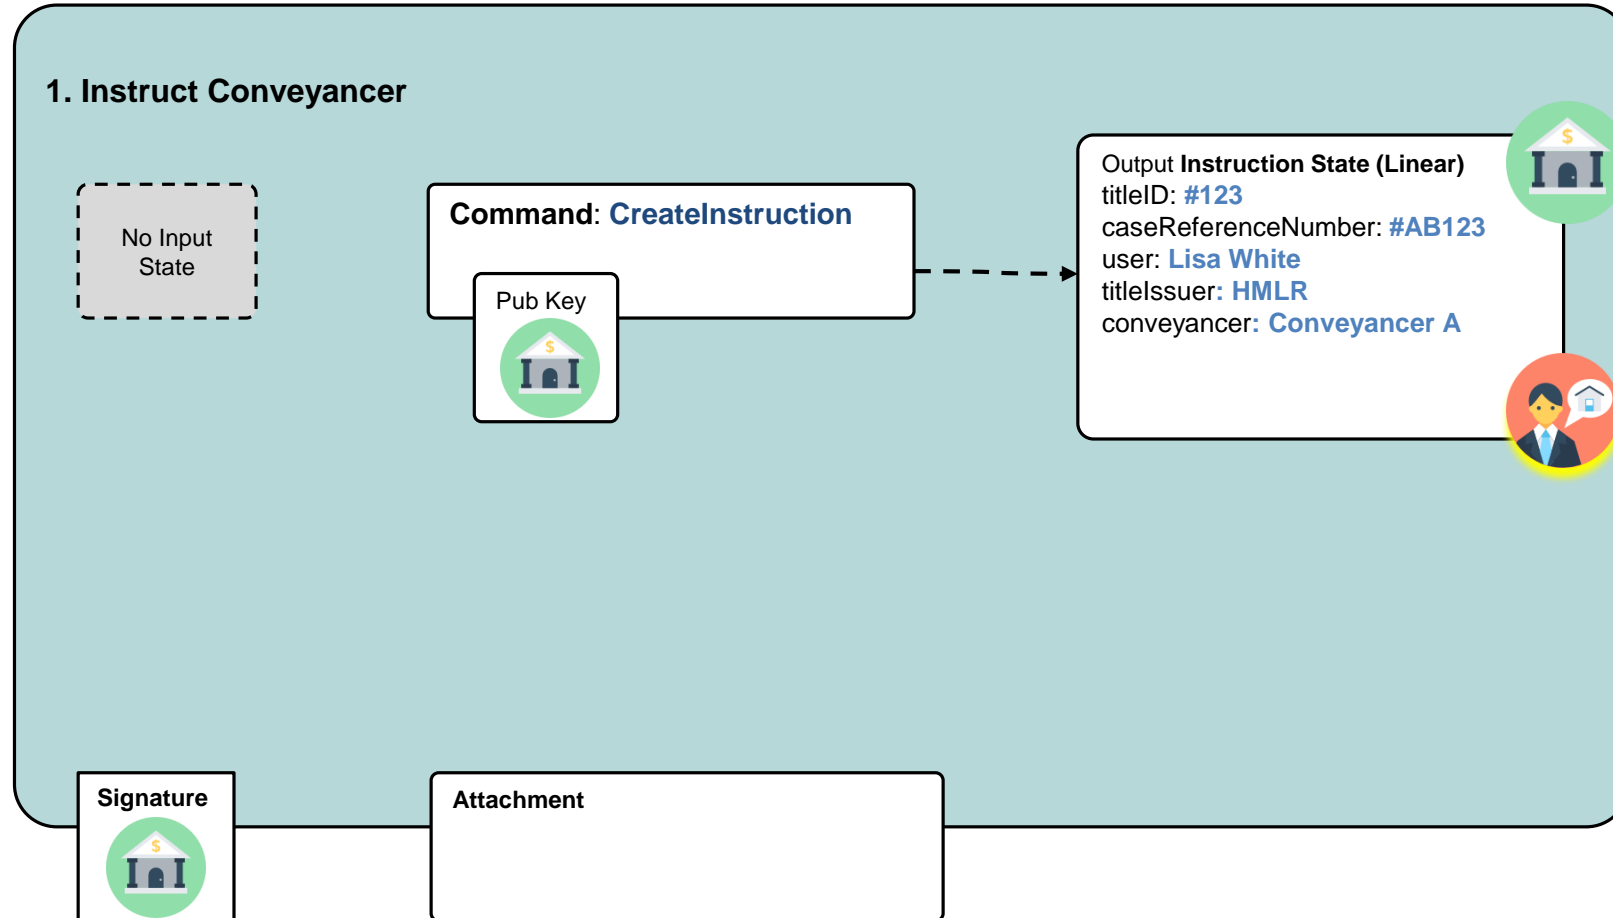 1. Instruct Conveyancer
No Input
State
Command: CreateInstruction
Pub Key
$
Output Instruction State (Linear)
titleID: #123
caseReferenceNumber: #AB123
user: Lisa White
titleIssuer: HMLR
conveyancer: Conveyancer A
$
Signature
$
Attachment